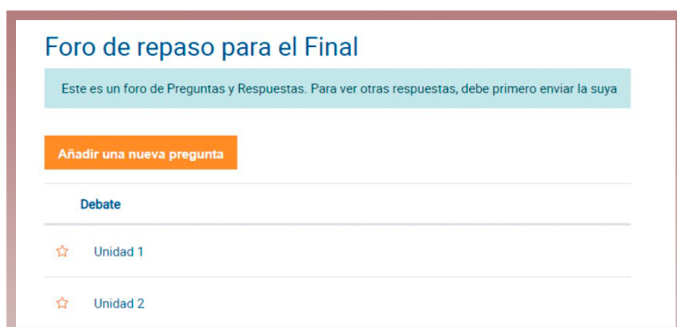 Foro de repaso para el Final
Este es un foro de Preguntas y Respuestas. Para ver otras respuestas, debe primero enviar la suya
Añadir una nueva pregunta
Debate
Unidad 1
Unidad 2